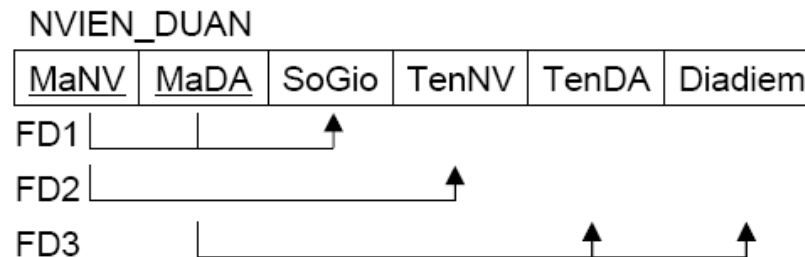 NVIEN_DUAN
MaNV MaDA SoGio TenNV TenDA Diadiem
FD1
FD2
FD3